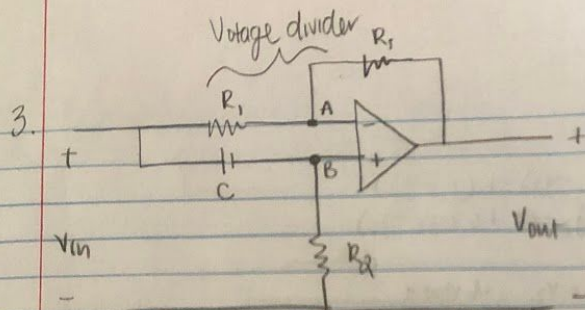 Votage divider
R₁
R₁
3.
A
-
+
+
B
+
C
Vin
R2
Vout
-
-